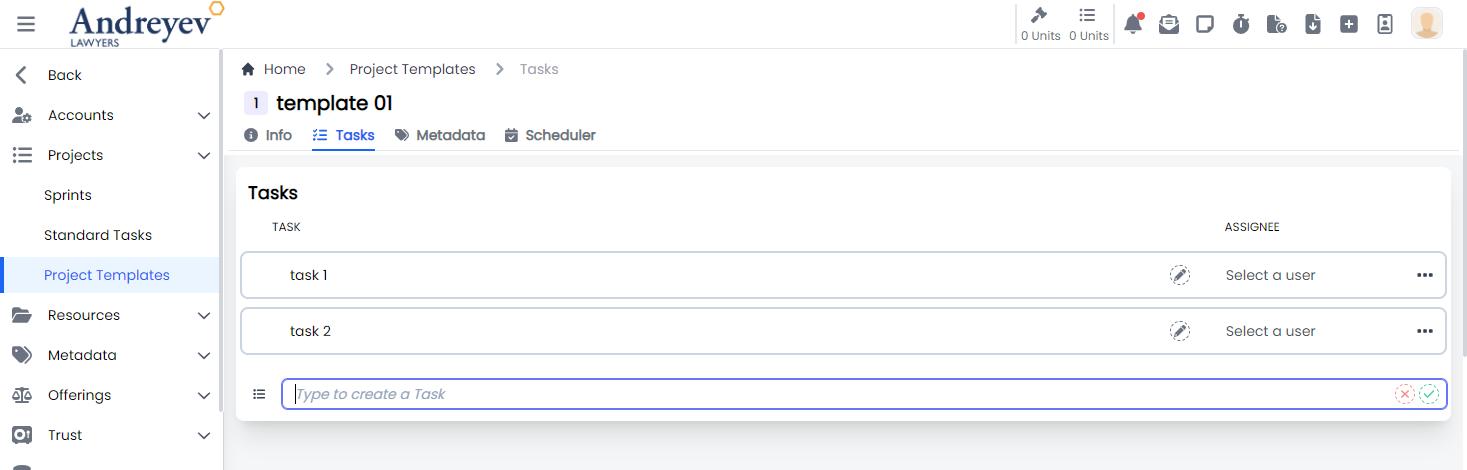 Andreyev
LAWYERS
0 Units 0 Units
Back
Accounts
Projects
Sprints
Standard Tasks
Project Templates
Resources
Metadata
Offerings
Trust
Home Project Templates Tasks
1 template 01
Info Tasks Metadata Scheduler
Tasks
TASK ASSIGNEE
task 1 Select a user
task 2 Select a user
Type to create a Task